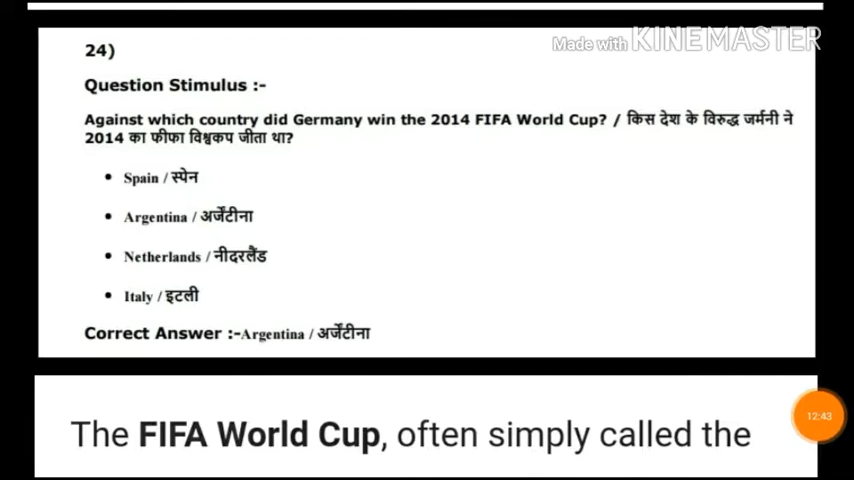 Made with KINEMASTER
24)
Question Stimulus :-
Against which country did Germany win the 2014 FIFA World Cup? / किस देश के विरुद्ध जर्मनी ने
2014 का फीफा विश्वकप जीता था?
• Spain / स्पेन
• Argentina / अर्जेंटीना
• Netherlands / नीदरलैंड
• Italy / इटली
Correct Answer :-Argentina / अर्जेंटीना
12:43
The FIFA World Cup, often simply called the